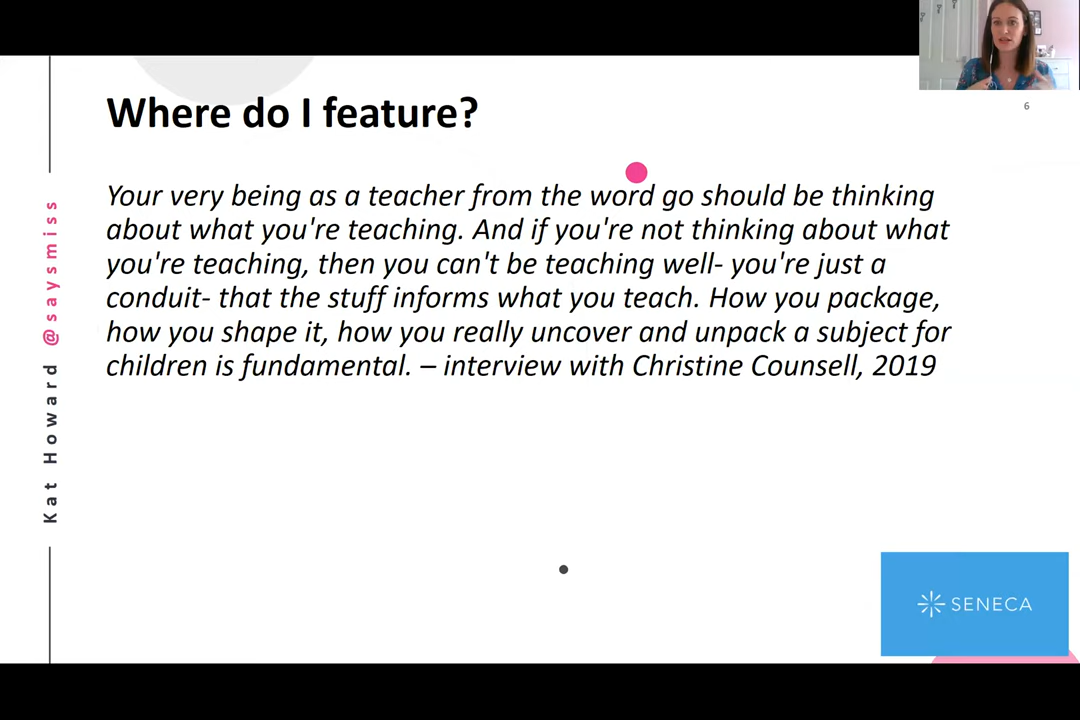 Where do I feature?
6
Your very being as a teacher from the word go should be thinking
about what you're teaching. And if you're not thinking about what
you're teaching, then you can't be teaching well- you're just a
conduit- that the stuff informs what you teach. How you package,
how you shape it, how you really uncover and unpack a subject for
children is fundamental. – interview with Christine Counsell, 2019
Kat Howard @saysmiss
SENECA